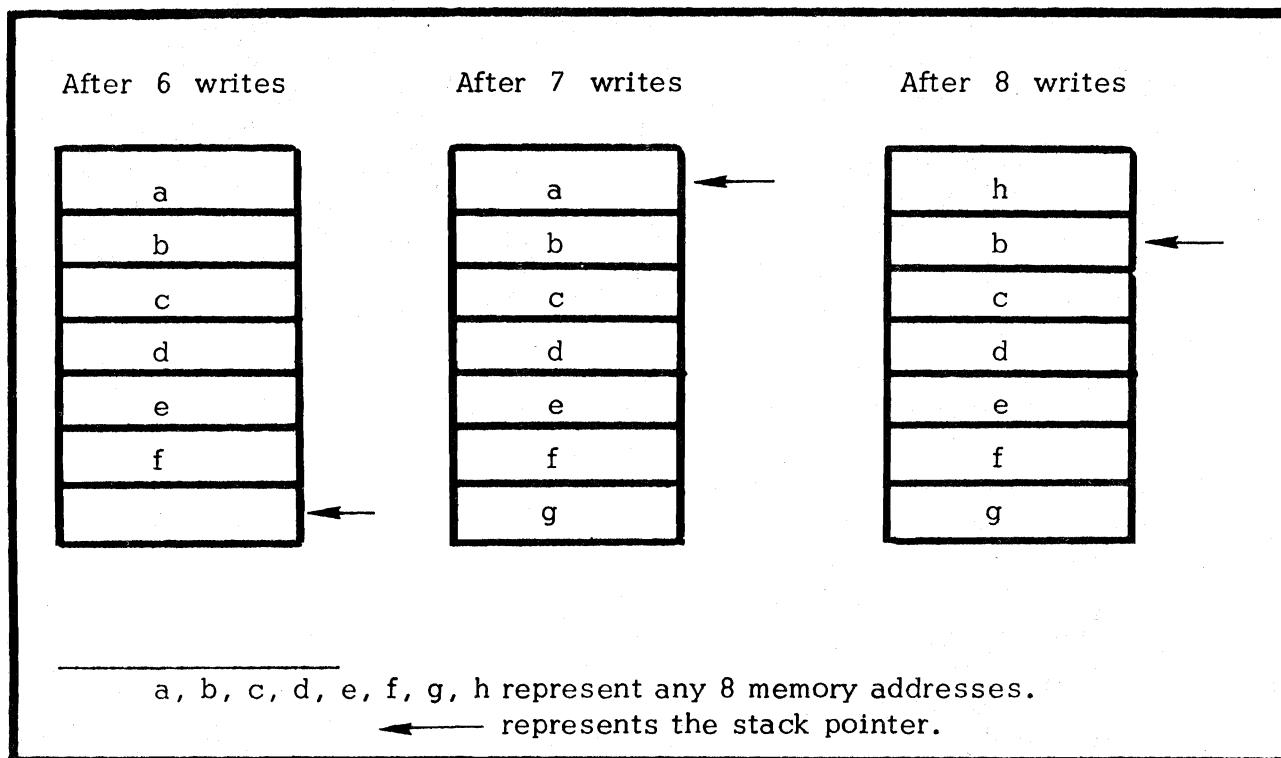 After 6 writes
a
b
c
d
e
f
After 7 writes
a
b
c
d
e
f
g
After 8 writes
h
b
c
d
e
f
g
a, b, c, d, e, f, g, h represent any 8 memory addresses.
represents the stack pointer.